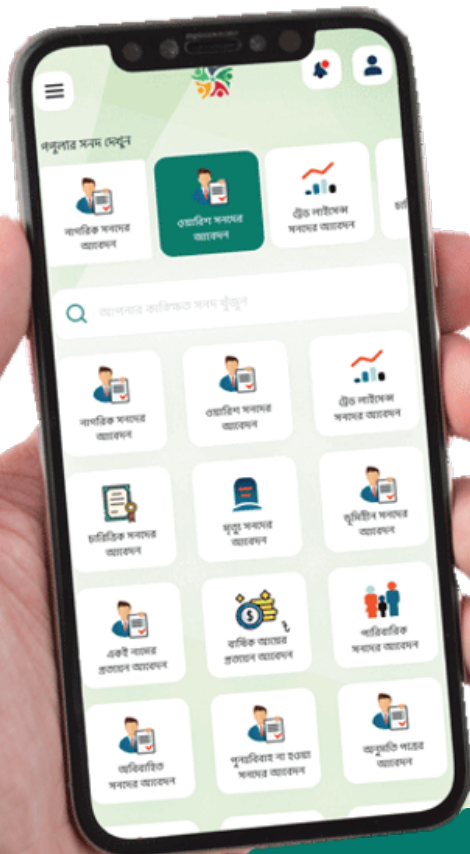 পপুলার সনদ দেখুন
নাগরিক সনদের
আবেদন
ওয়ারিশ সনদের
আবেদন
ট্রেড লাইসেন্স
সনদের আবেদন
আপনার কাঙ্ক্ষিত সনদ খুঁজুন
নাগরিক সনদের
আবেদন
ওয়ারিশ সনদের
আবেদন
ট্রেড লাইসেন্স
সনদের আবেদন
চারিত্রিক সনদের
আবেদন
মৃত্যু সনদের
আবেদন
ভূমিহীন সনদের
আবেদন
একই নামের
প্রত্যয়ন আবেদন
বার্ষিক আয়ের
প্রত্যয়ন আবেদন
পারিবারিক
সনদের আবেদন
অবিবাহিত
সনদের আবেদন
পুনঃবিবাহ না হওয়া
সনদের আবেদন
অনুমতি পত্রের
আবেদন